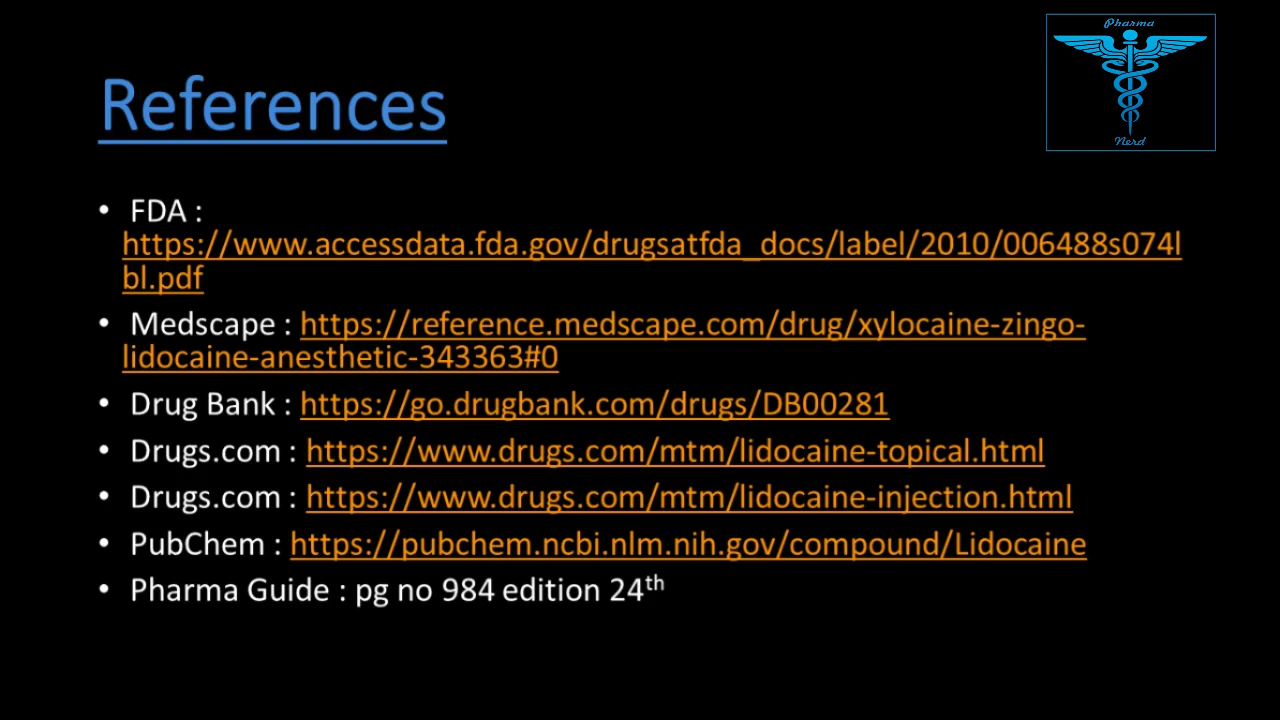 Pharma
Nerd
References
• FDA :
https://www.accessdata.fda.gov/drugsatfda_docs/label/2010/006488s074l
bl.pdf
• Medscape : https://reference.medscape.com/drug/xylocaine-zingo-
lidocaine-anesthetic-343363#0
• Drug Bank : https://go.drugbank.com/drugs/DB00281
• Drugs.com : https://www.drugs.com/mtm/lidocaine-topical.html
• Drugs.com : https://www.drugs.com/mtm/lidocaine-injection.html
• PubChem : https://pubchem.ncbi.nlm.nih.gov/compound/Lidocaine
• Pharma Guide : pg no 984 edition 24th